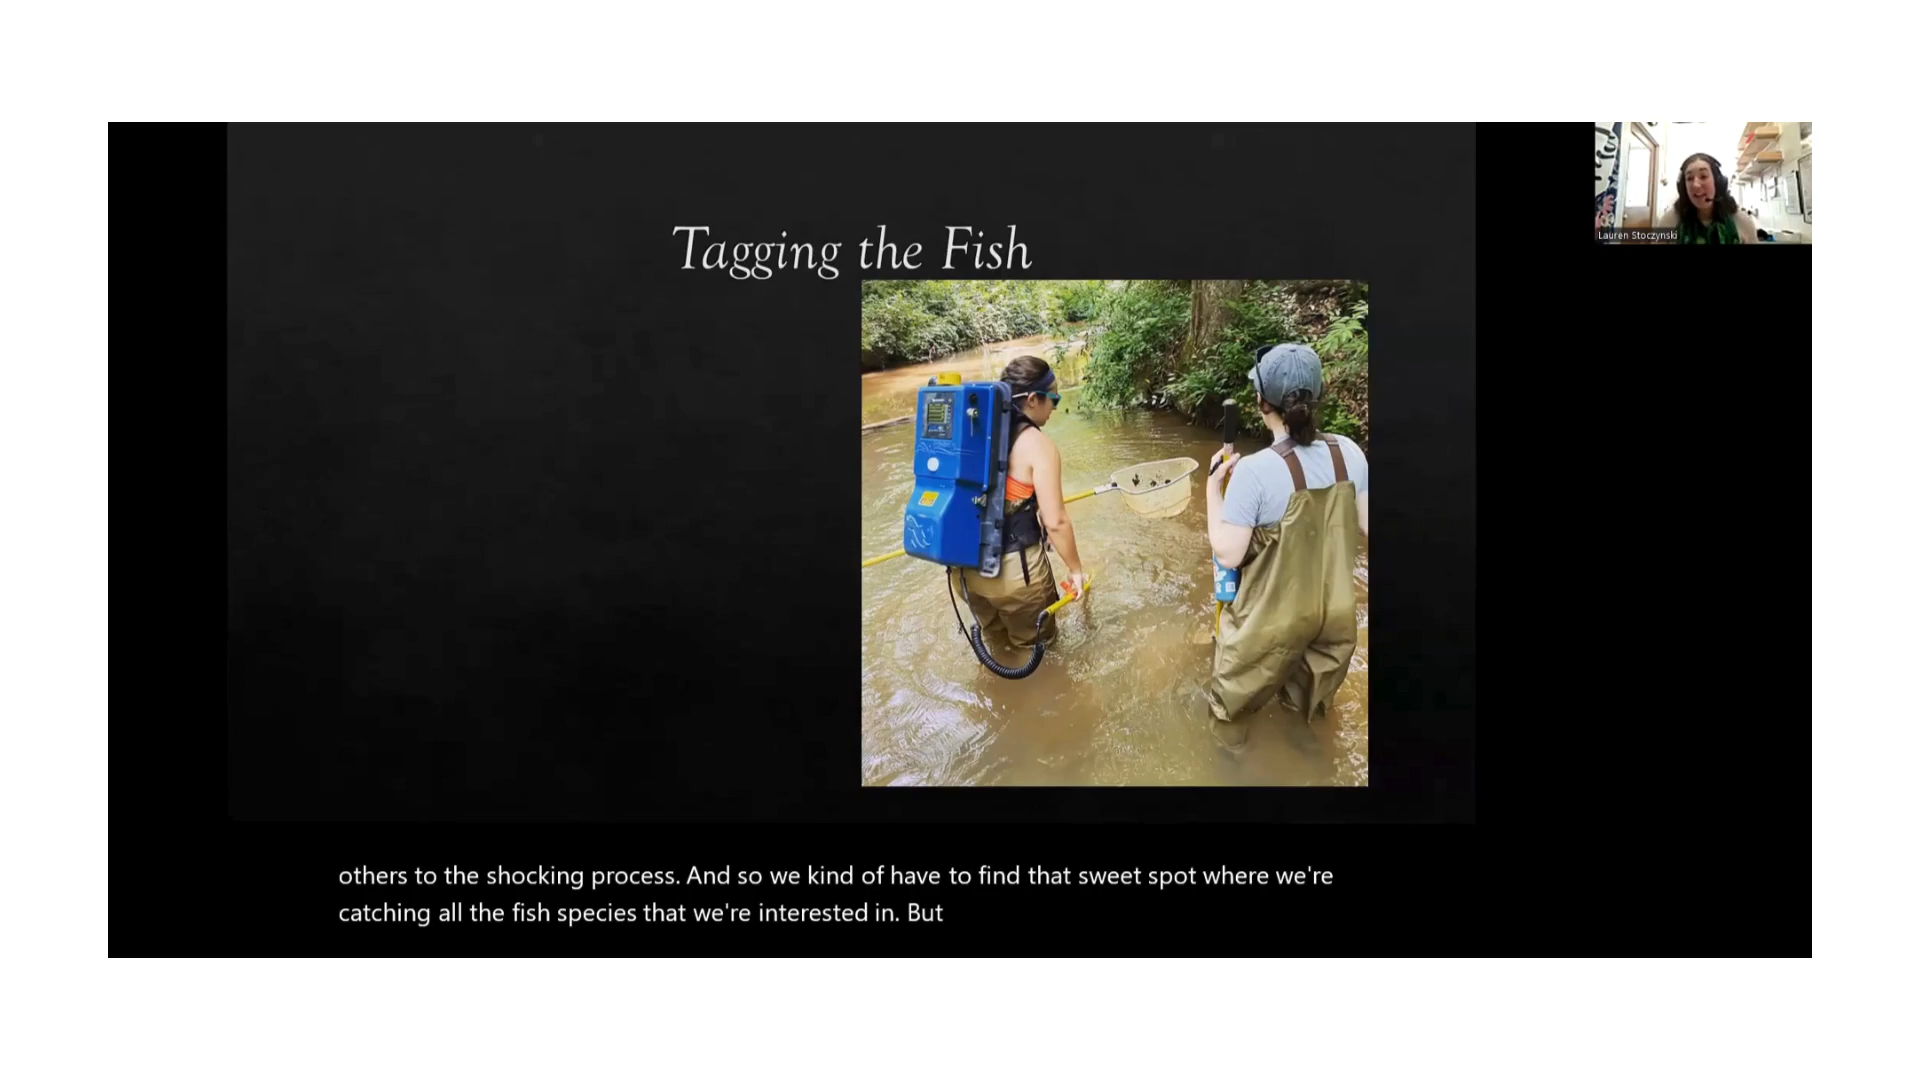 Tagging the Fish
Lauren Stoczynski
others to the shocking process. And so we kind of have to find that sweet spot where we're
catching all the fish species that we're interested in. But